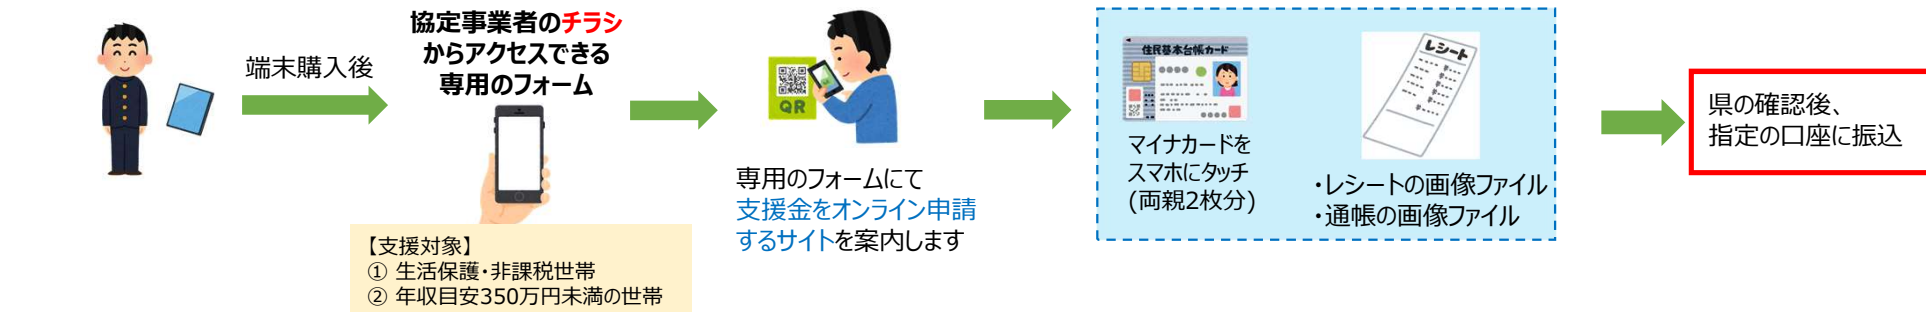 端末購入後
協定事業者のチラシ
からアクセスできる
専用のフォーム
【支援対象】
① 生活保護・非課税世帯
② 年収目安350万円未満の世帯
QR
専用のフォームにて
支援金をオンライン申請
するサイトを案内します
住民基本台帳カード
マイナカードを
スマホにタッチ
(両親2枚分)
レシート
・レシートの画像ファイル
・通帳の画像ファイル
県の確認後、
指定の口座に振込